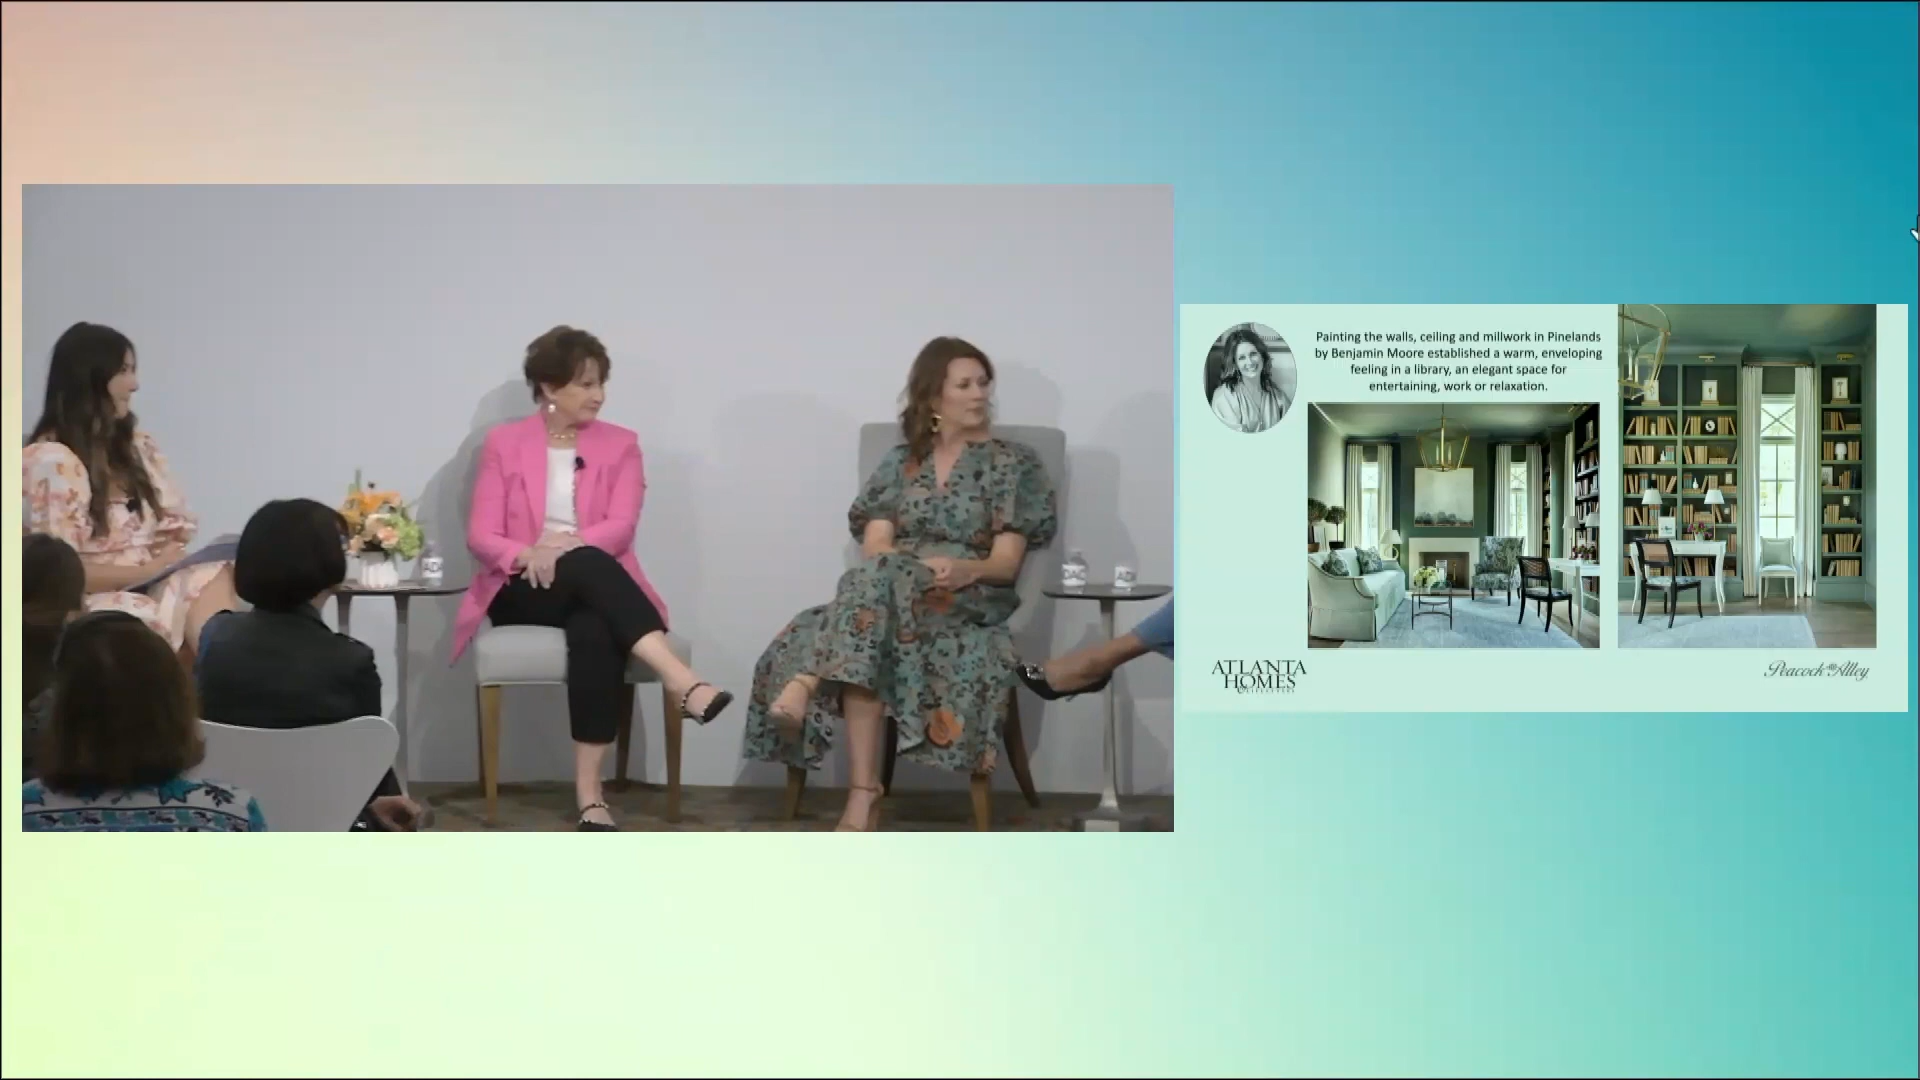 Painting the walls, ceiling and millwork in Pinelands
by Benjamin Moore established a warm, enveloping
feeling in a library, an elegant space for
entertaining, work or relaxation.
ATLANTA
HOMES
& LIFESTYLES
Peacock Alley